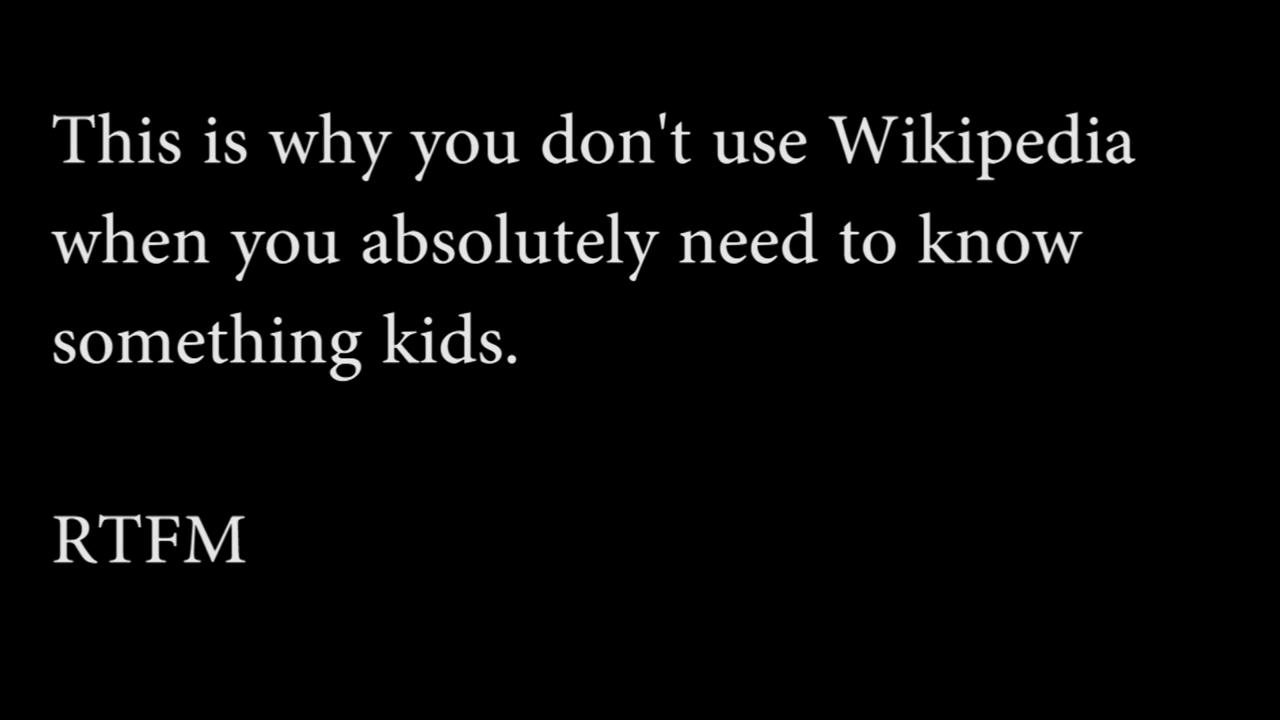 This is why you don't use Wikipedia
when you absolutely need to know
something kids.
RTFM